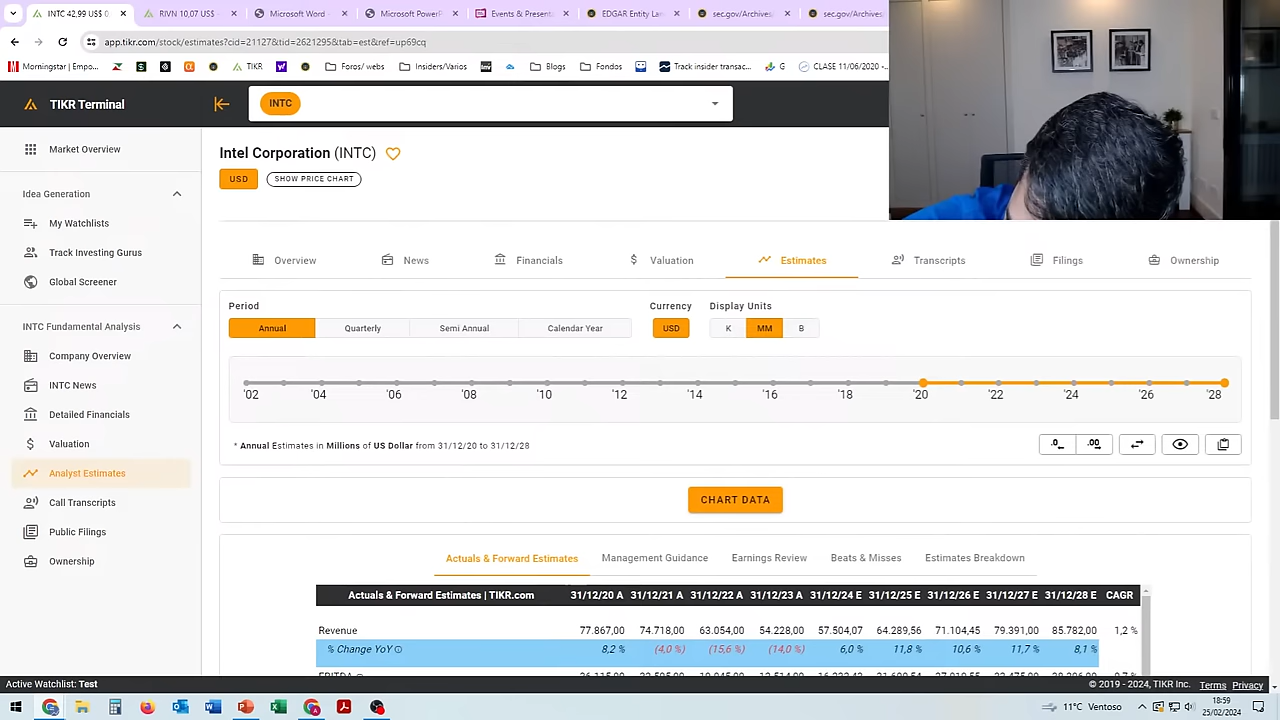 INTC 42,99 US$
RIVN 10,07 US$
Microsoft Word -
Microsoft PowerP
Events & Presenta
EDGAR Entity La
sec.gov/Archives
sec.gov/Archives
app.tikr.com/stock/estimates?cid=21127&tid=2621295&tab=est&ref=up69cq
Morningstar | Empo...
TIKR
Foros/ webs
Insiders/Varios
Blogs
Fondos
Track insider transac...
G
CLASE 11/06/2020 -...
TIKR Terminal
INTC
Market Overview
Idea Generation
My Watchlists
Track Investing Gurus
Global Screener
INTC Fundamental Analysis
Company Overview
INTC News
Detailed Financials
Valuation
Analyst Estimates
Call Transcripts
Public Filings
Ownership
Intel Corporation (INTC)
USD SHOW PRICE CHART
Overview News Financials Valuation Estimates Transcripts Filings Ownership
Period Currency Display Units
Annual Quarterly Semi Annual Calendar Year USD K MM B
'02 '04 '06 '08 '10 '12 '14 '16 '18 '20 '22 '24 '26 '28
* Annual Estimates in Millions of US Dollar from 31/12/20 to 31/12/28
.0 .00
CHART DATA
Actuals & Forward Estimates Management Guidance Earnings Review Beats & Misses Estimates Breakdown
Actuals & Forward Estimates | TIKR.com 31/12/20 A 31/12/21 A 31/12/22 A 31/12/23 A 31/12/24 E 31/12/25 E 31/12/26 E 31/12/27 E 31/12/28 E CAGR
Revenue 77.867,00 74.718,00 63.054,00 54.228,00 57.504,07 64.289,56 71.104,45 79.391,00 85.782,00 1,2 %
% Change YoY 8,2 % (4,0 %) (15,6 %) (14,0 %) 6,0 % 11,8 % 10,6 % 11,7 % 8,1 %
Active Watchlist: Test
© 2019 - 2024, TIKR Inc. Terms Privacy
11°C Ventoso
18:59
25/02/2024